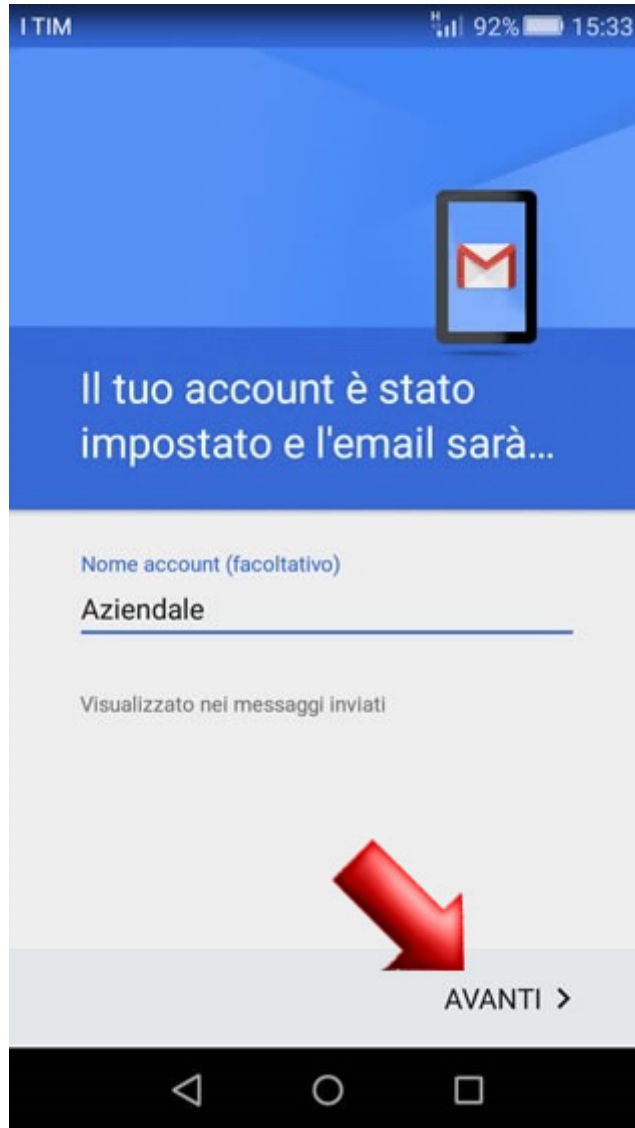 I TIM 92% 15:33
Il tuo account è stato
impostato e l'email sarà...
Nome account (facoltativo)
Aziendale
Visualizzato nei messaggi inviati
AVANTI >